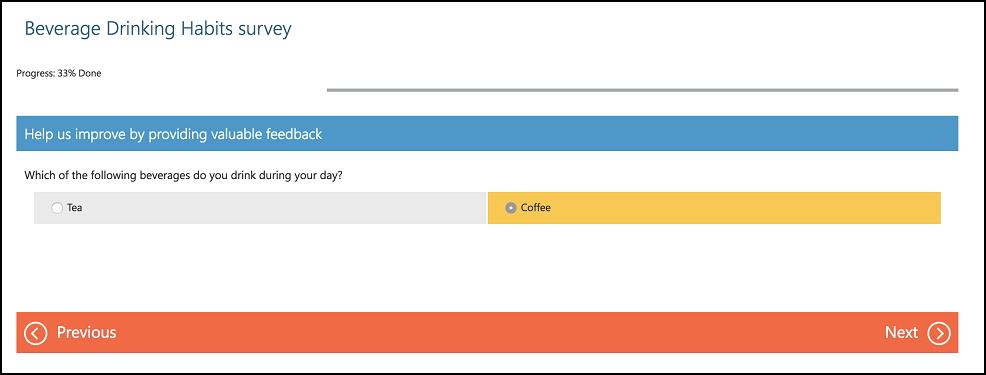 Beverage Drinking Habits survey
Progress: 33% Done
Help us improve by providing valuable feedback
Which of the following beverages do you drink during your day?
Tea Coffee
Previous Next